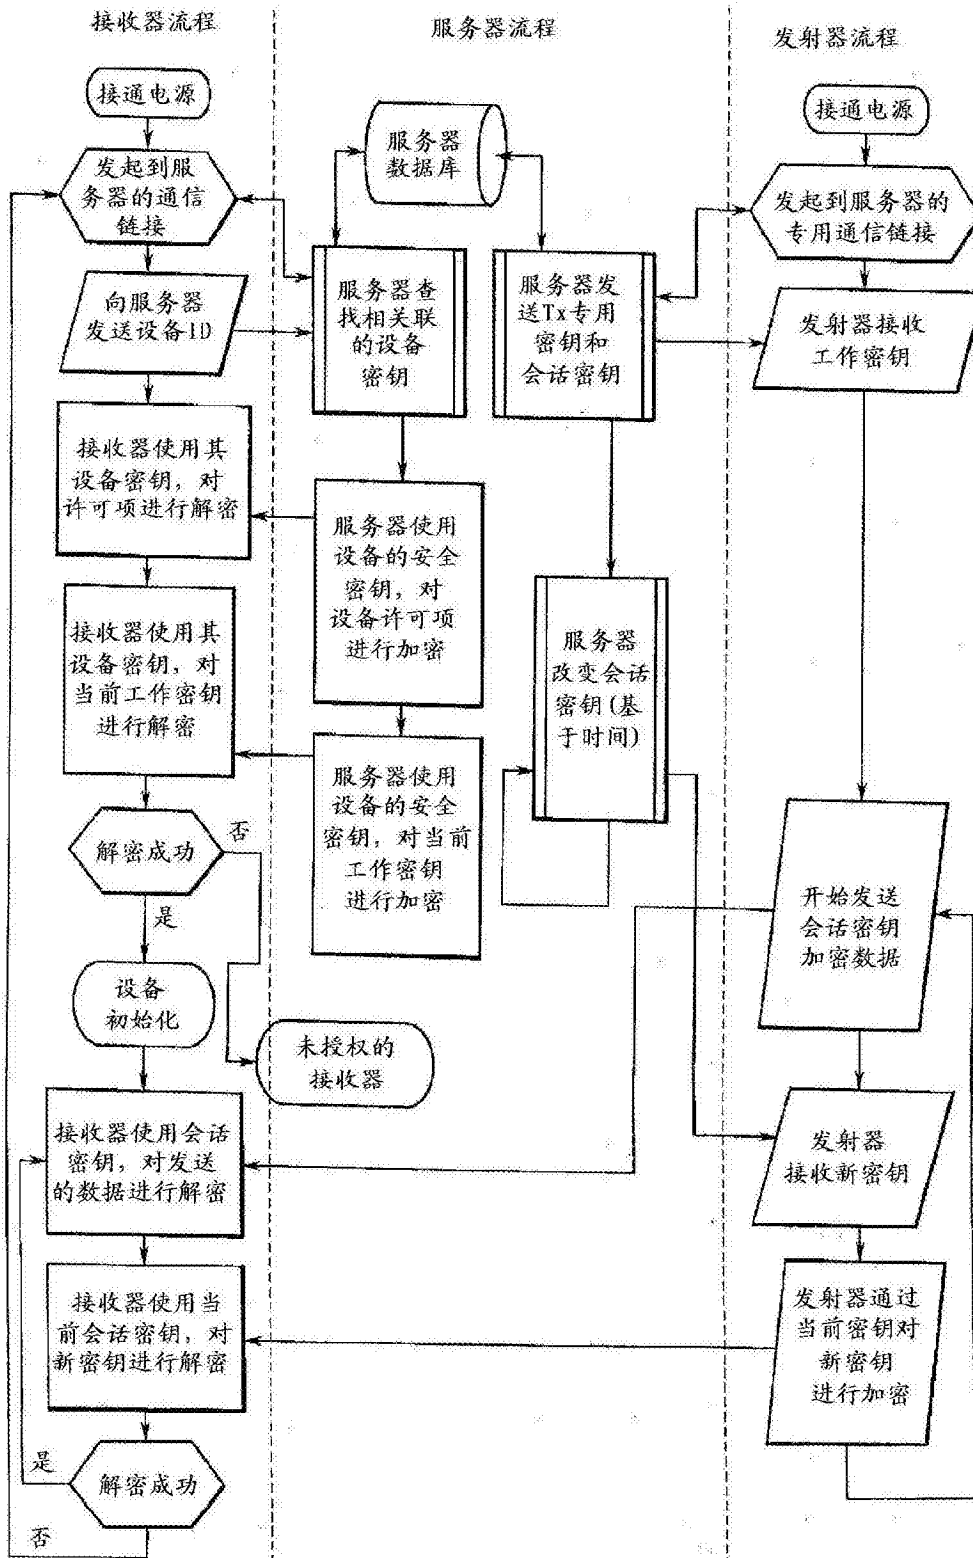 接收器流程
接通电源
发起到服
务器的通信
链接
向服务器
发送设备ID
接收器使用其
设备密钥，对
许可项进行解密
接收器使用其
设备密钥，对
当前工作密钥
进行解密
解密成功
否
是
设备
初始化
未授权的
接收器
接收器使用会话
密钥，对发送
的数据进行解密
接收器使用当
前会话密钥，对
新密钥进行解密
是
解密成功
否
服务器流程
服务器
数据库
服务器查
找相关联
的设备
密钥
服务器发
送Tx专用
密钥和
会话密钥
服务器使用
设备的安全
密钥，对
设备许可项
进行加密
服务器
改变会话
密钥(基
于时间)
服务器使用
设备的安全
密钥，对当前
工作密钥
进行加密
发射器流程
接通电源
发起到服务器的
专用通信链接
发射器接收
工作密钥
开始发送
会话密钥
加密数据
发射器
接收新密钥
发射器通过
当前密钥对
新密钥
进行加密